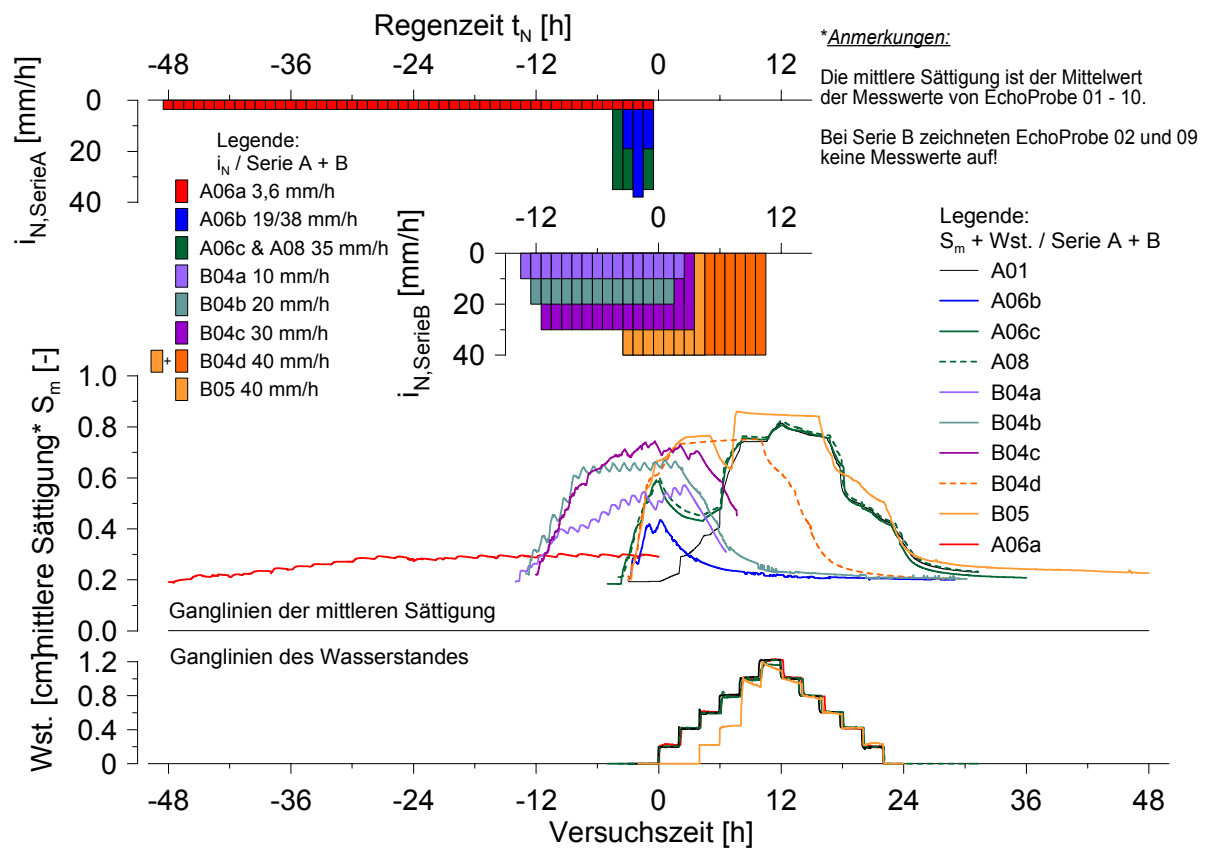 Regenzeit t_N [h]
-48 -36 -24 -12 0 12
i_N,SerieA [mm/h]
0
20
40
*Anmerkungen:
Die mittlere Sättigung ist der Mittelwert
der Messwerte von EchoProbe 01 - 10.
Bei Serie B zeichneten EchoProbe 02 und 09
keine Messwerte auf!
Legende:
i_N / Serie A + B
A06a 3,6 mm/h
A06b 19/38 mm/h
A06c & A08 35 mm/h
B04a 10 mm/h
B04b 20 mm/h
B04c 30 mm/h
+ B04d 40 mm/h
B05 40 mm/h
-12 0 12
i_N,SerieB [mm/h]
0
20
40
Legende:
S_m + Wst. / Serie A + B
A01
A06b
A06c
A08
B04a
B04b
B04c
B04d
B05
A06a
mittlere Sättigung* S_m [-]
1.0
0.8
0.6
0.4
0.2
0.0
Ganglinien der mittleren Sättigung
Ganglinien des Wasserstandes
Wst. [cm]
1.2
0.8
0.4
0
-48 -36 -24 -12 0 12 24 36 48
Versuchszeit [h]